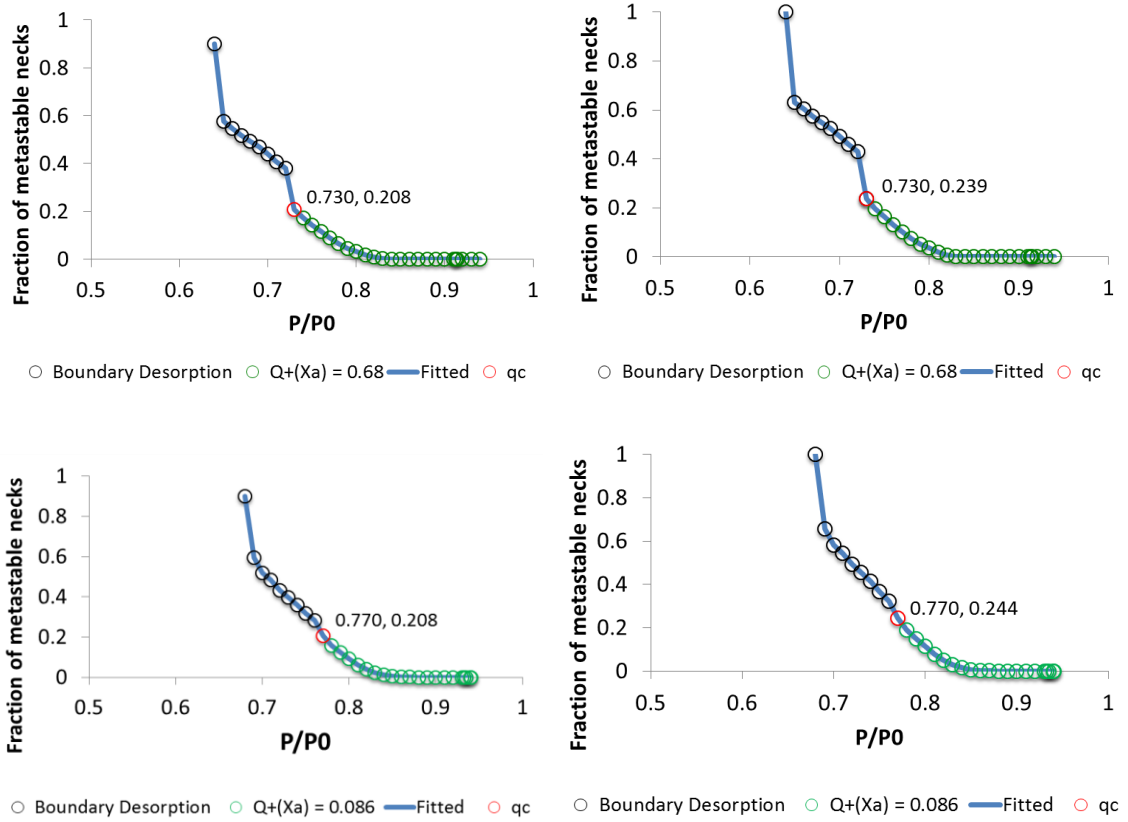 Fraction of metastable necks
1
0.8
0.6
0.4
0.2
0
0.730, 0.208
0.5 0.6 0.7 0.8 0.9 1
P/P0
Boundary Desorption Q+(Xa) = 0.68 Fitted qc
Fraction of metastable necks
1
0.8
0.6
0.4
0.2
0
0.730, 0.239
0.5 0.6 0.7 0.8 0.9 1
P/P0
Boundary Desorption Q+(Xa) = 0.68 Fitted qc
Fraction of metastable necks
1
0.8
0.6
0.4
0.2
0
0.770, 0.208
0.5 0.6 0.7 0.8 0.9 1
P/P0
Boundary Desorption Q+(Xa) = 0.086 Fitted qc
Fraction of metastable necks
1
0.8
0.6
0.4
0.2
0
0.770, 0.244
0.5 0.6 0.7 0.8 0.9 1
P/P0
Boundary Desorption Q+(Xa) = 0.086 Fitted qc